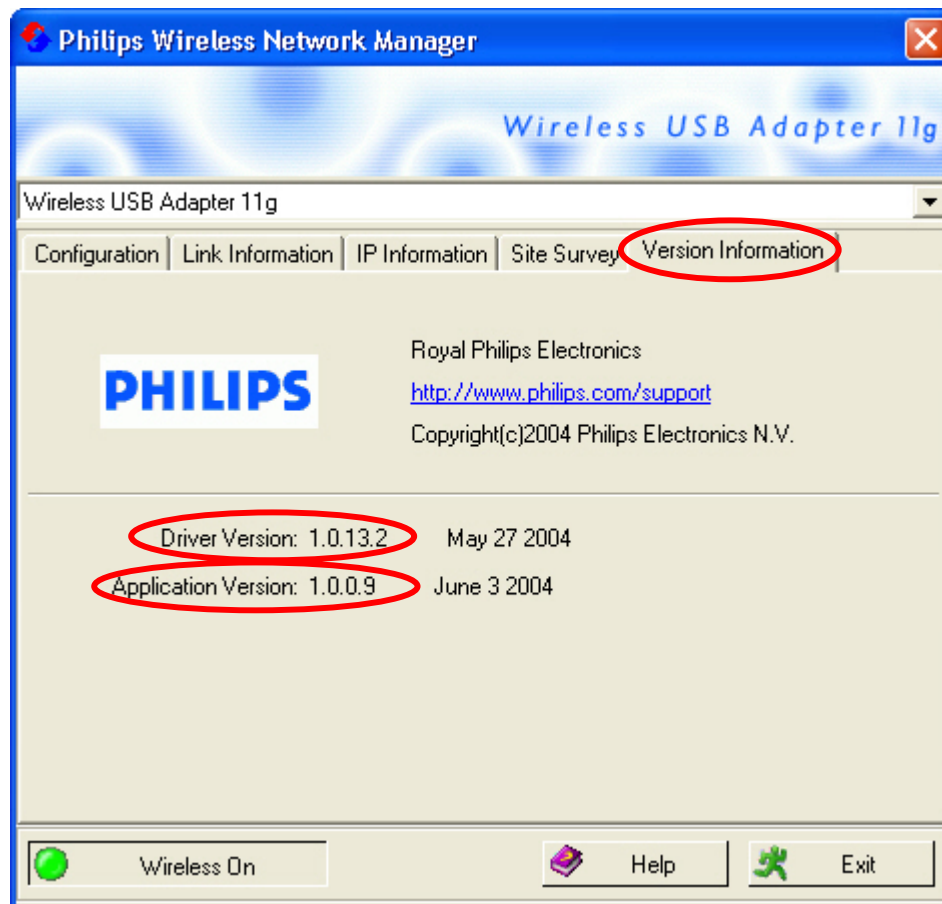 Philips Wireless Network Manager
Wireless USB Adapter 11g
Wireless USB Adapter 11g
Configuration Link Information IP Information Site Survey Version Information
PHILIPS
Royal Philips Electronics
http://www.philips.com/support
Copyright(c)2004 Philips Electronics N.V.
Driver Version: 1.0.13.2 May 27 2004
Application Version: 1.0.0.9 June 3 2004
Wireless On Help Exit